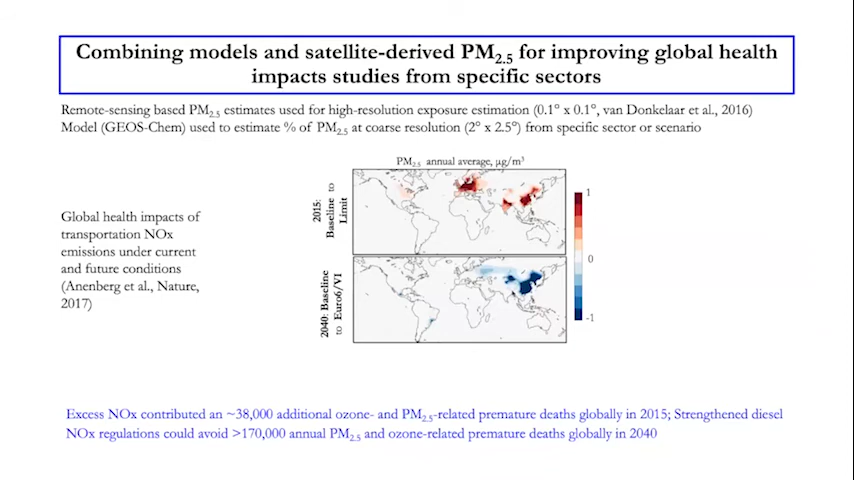 Combining models and satellite-derived PM2.5 for improving global health
impacts studies from specific sectors
Remote-sensing based PM2.5 estimates used for high-resolution exposure estimation (0.1° x 0.1°, van Donkelaar et al., 2016)
Model (GEOS-Chem) used to estimate % of PM2.5 at coarse resolution (2° x 2.5°) from specific sector or scenario
PM2.5 annual average, μg/m³
2015:
Baseline to
Limit
1
0
-1
2040: Baseline
to Euro6/VI
Global health impacts of
transportation NOx
emissions under current
and future conditions
(Anenberg et al., Nature,
2017)
Excess NOx contributed an ~38,000 additional ozone- and PM2.5-related premature deaths globally in 2015; Strengthened diesel
NOx regulations could avoid >170,000 annual PM2.5 and ozone-related premature deaths globally in 2040